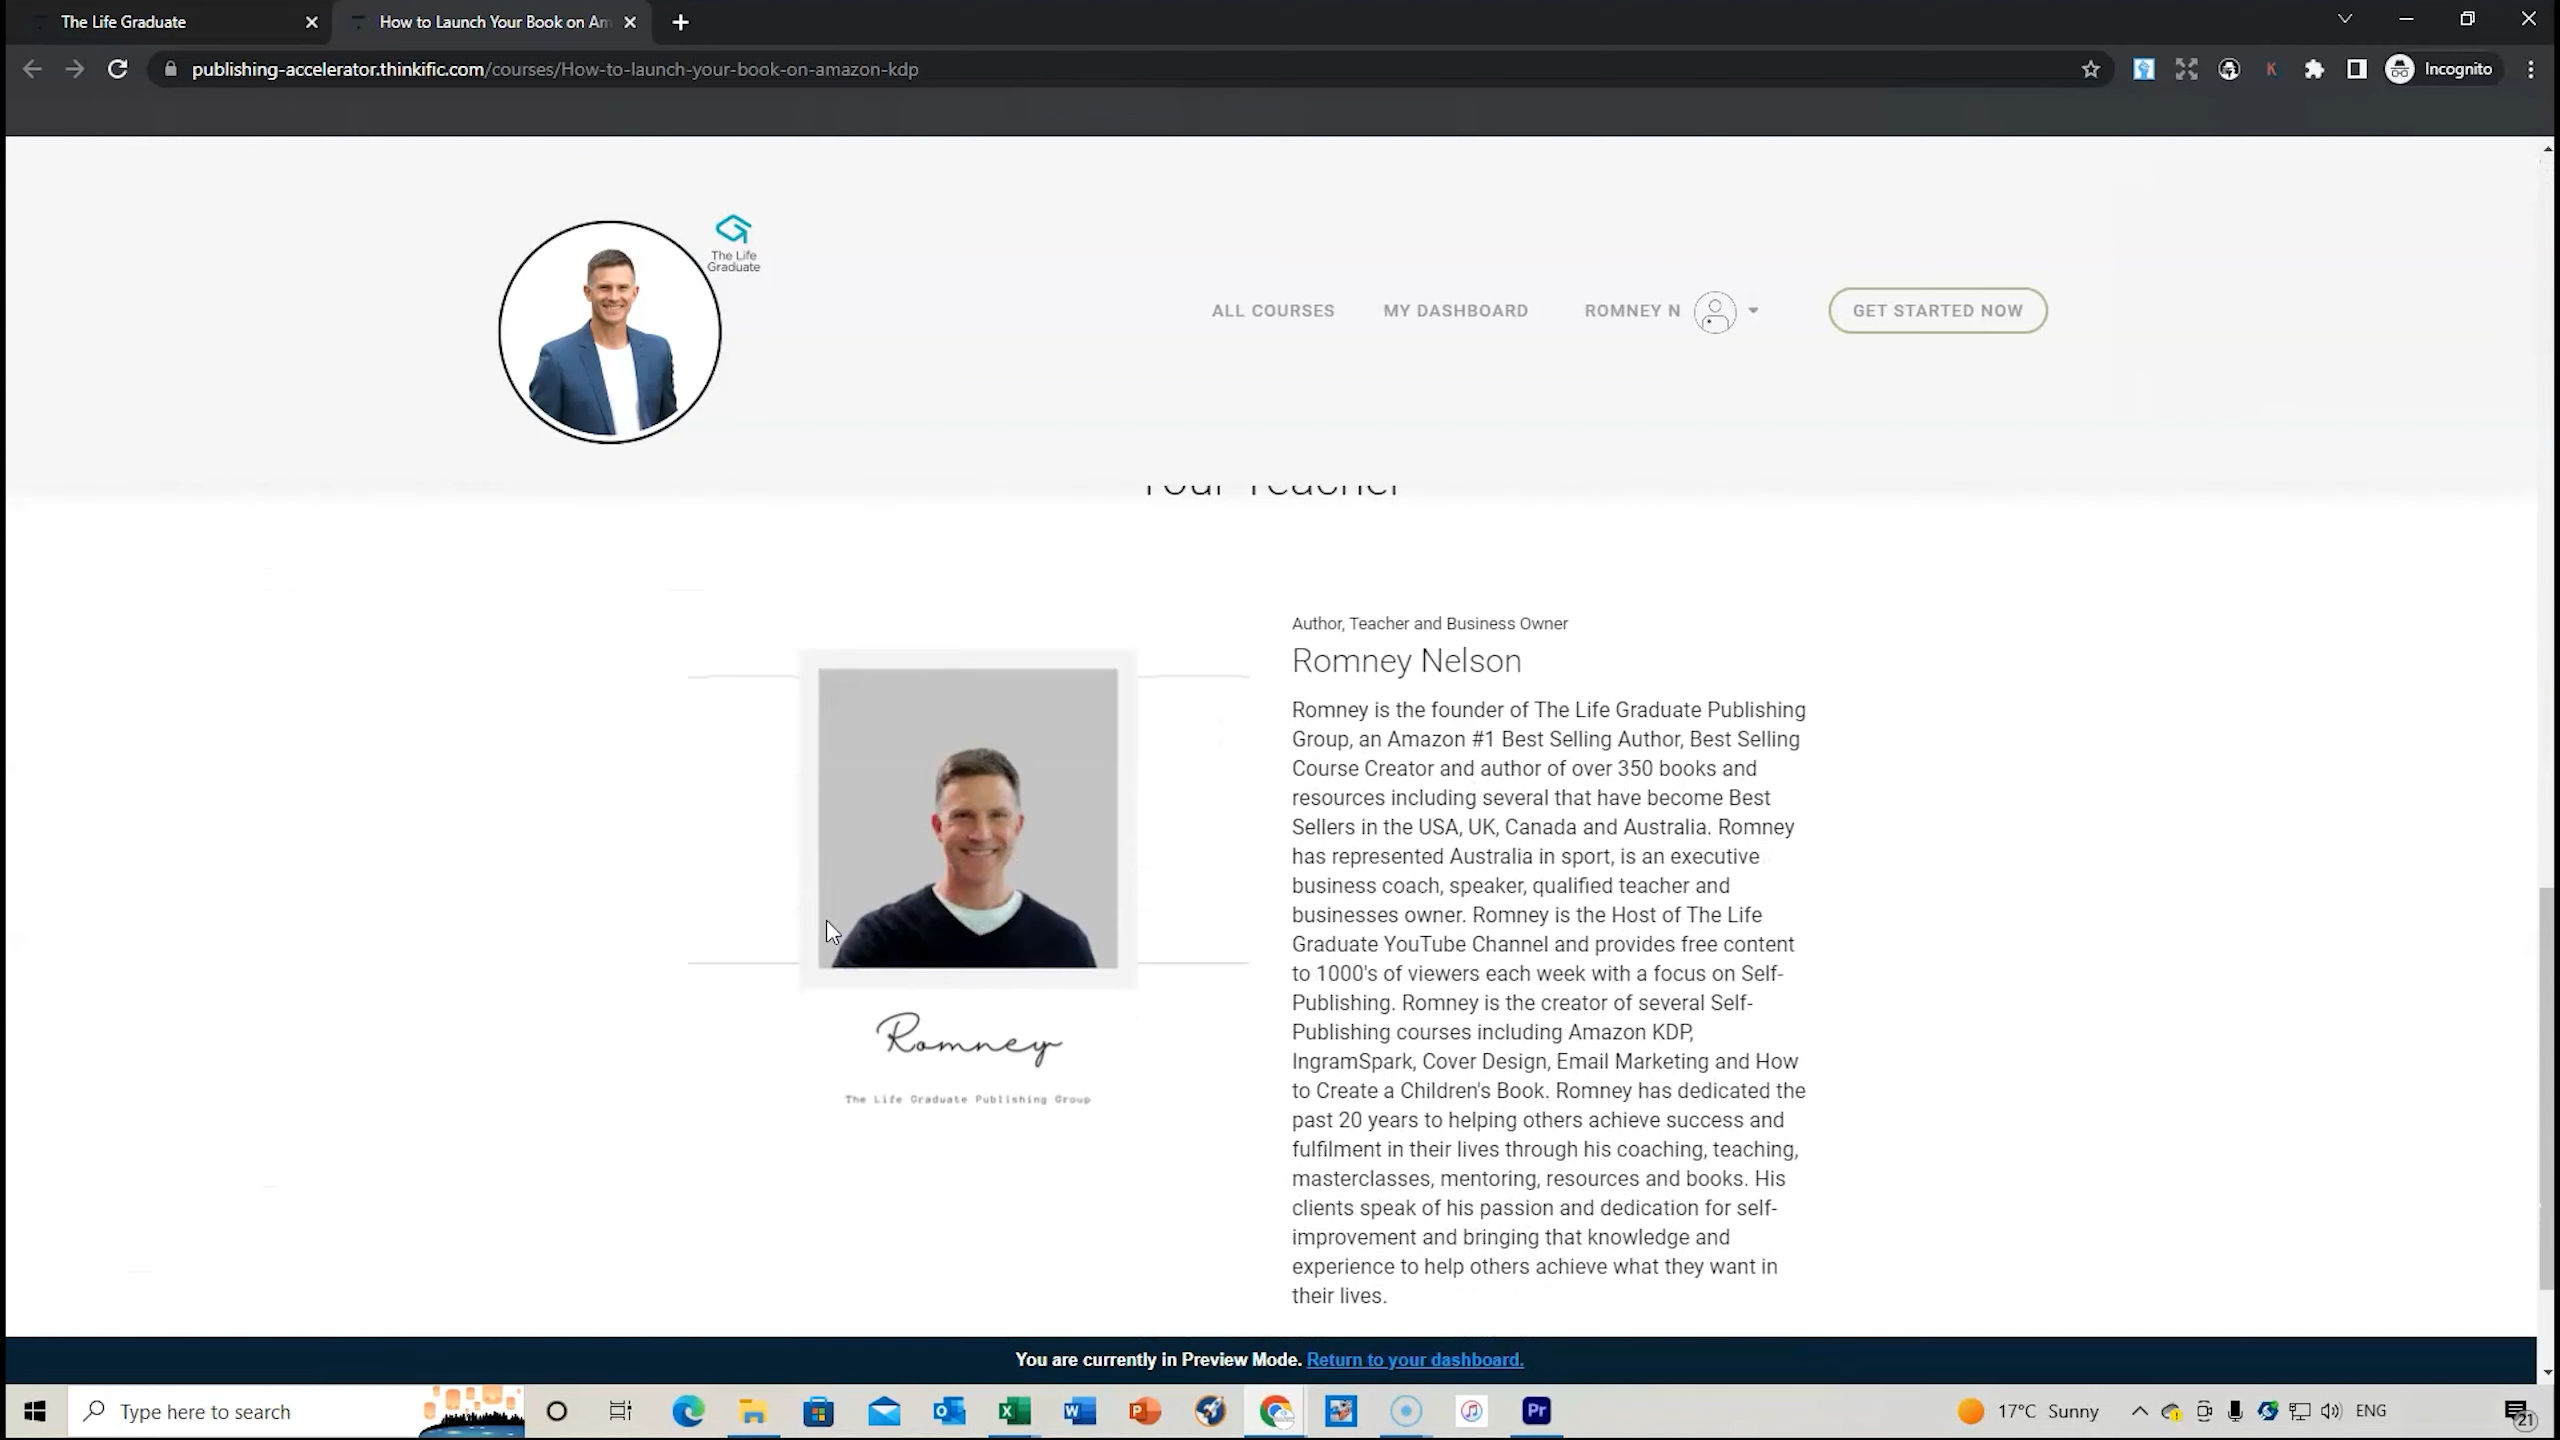 The Life Graduate
How to Launch Your Book on Am
publishing-accelerator.thinkific.com/courses/How-to-launch-your-book-on-amazon-kdp
K
Incognito
The Life
Graduate
ALL COURSES
MY DASHBOARD
ROMNEY N
GET STARTED NOW
Your Teacher
Author, Teacher and Business Owner
Romney Nelson
Romney is the founder of The Life Graduate Publishing
Group, an Amazon #1 Best Selling Author, Best Selling
Course Creator and author of over 350 books and
resources including several that have become Best
Sellers in the USA, UK, Canada and Australia. Romney
has represented Australia in sport, is an executive
business coach, speaker, qualified teacher and
businesses owner. Romney is the Host of The Life
Graduate YouTube Channel and provides free content
to 1000's of viewers each week with a focus on Self-
Publishing. Romney is the creator of several Self-
Publishing courses including Amazon KDP,
IngramSpark, Cover Design, Email Marketing and How
to Create a Children's Book. Romney has dedicated the
past 20 years to helping others achieve success and
fulfilment in their lives through his coaching, teaching,
masterclasses, mentoring, resources and books. His
clients speak of his passion and dedication for self-
improvement and bringing that knowledge and
experience to help others achieve what they want in
their lives.
Romney
The Life Graduate Publishing Group
You are currently in Preview Mode. Return to your dashboard.
Type here to search
Pr
17°C Sunny
ENG
21